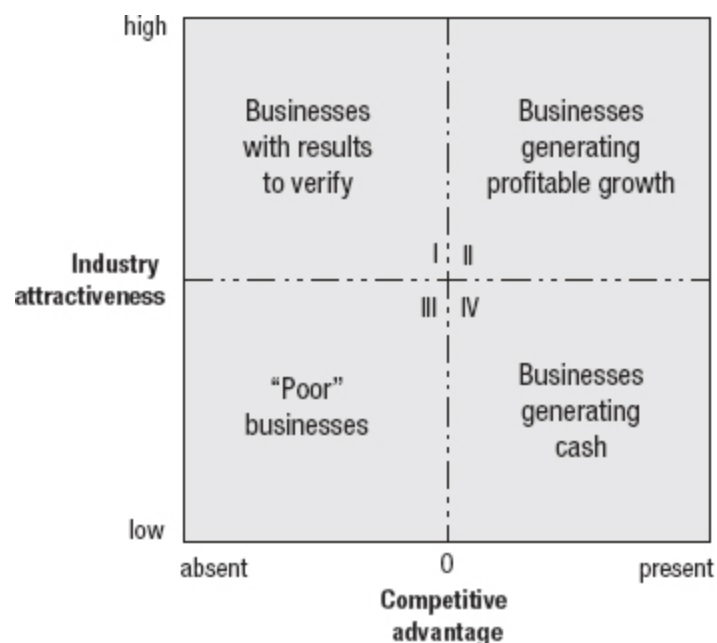 high
Businesses
with results
to verify
Businesses
generating
profitable growth
I
II
Industry
attractiveness
III
IV
“Poor”
businesses
Businesses
generating
cash
low
absent
0
present
Competitive
advantage